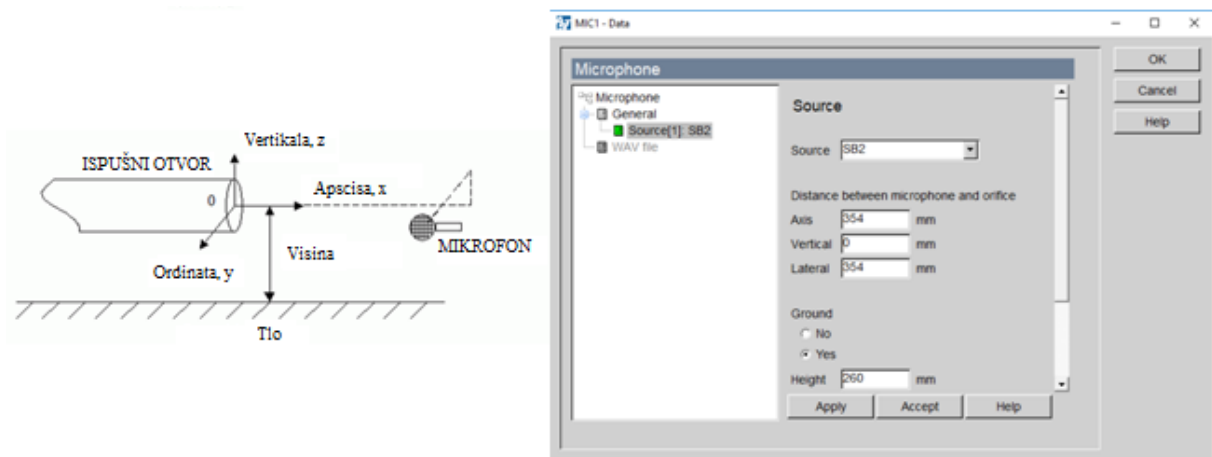 Vertikala, z
ISPUŠNI OTVOR
0
Apscisa, x
MIKROFON
Visina
Ordinata, y
Tlo
MIC1 - Data
OK
Cancel
Help
Microphone
Microphone
General
Source[1]: SB2
WAV file
Source
Source SB2
Distance between microphone and orifice
Axis 354 mm
Vertical 0 mm
Lateral 354 mm
Ground
No
Yes
Height 260 mm
Apply Accept Help